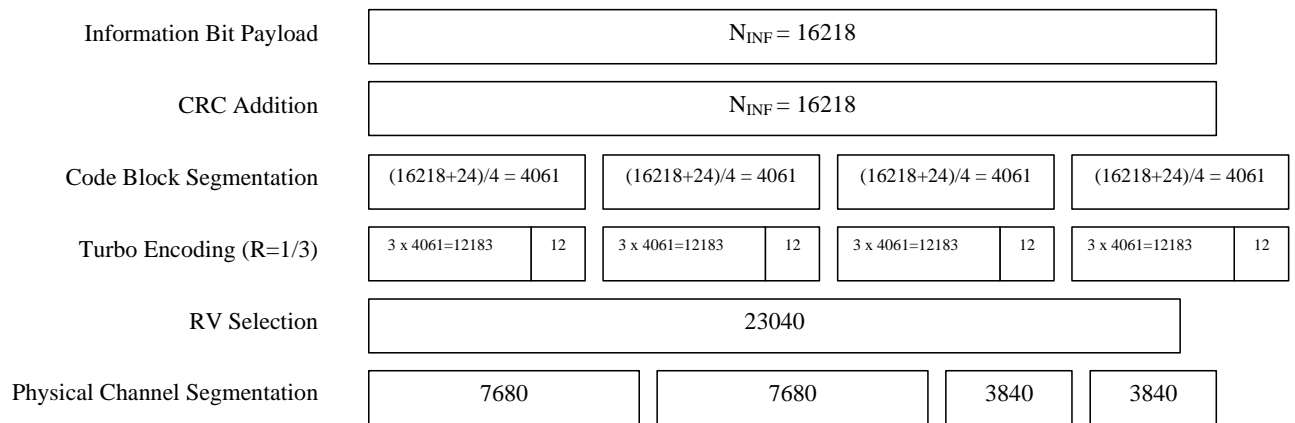 Information Bit Payload
N_INF = 16218
CRC Addition
N_INF = 16218
Code Block Segmentation
(16218+24)/4 = 4061 (16218+24)/4 = 4061 (16218+24)/4 = 4061 (16218+24)/4 = 4061
Turbo Encoding (R=1/3)
3 x 4061=12183 12 3 x 4061=12183 12 3 x 4061=12183 12 3 x 4061=12183 12
RV Selection
23040
Physical Channel Segmentation
7680 7680 3840 3840